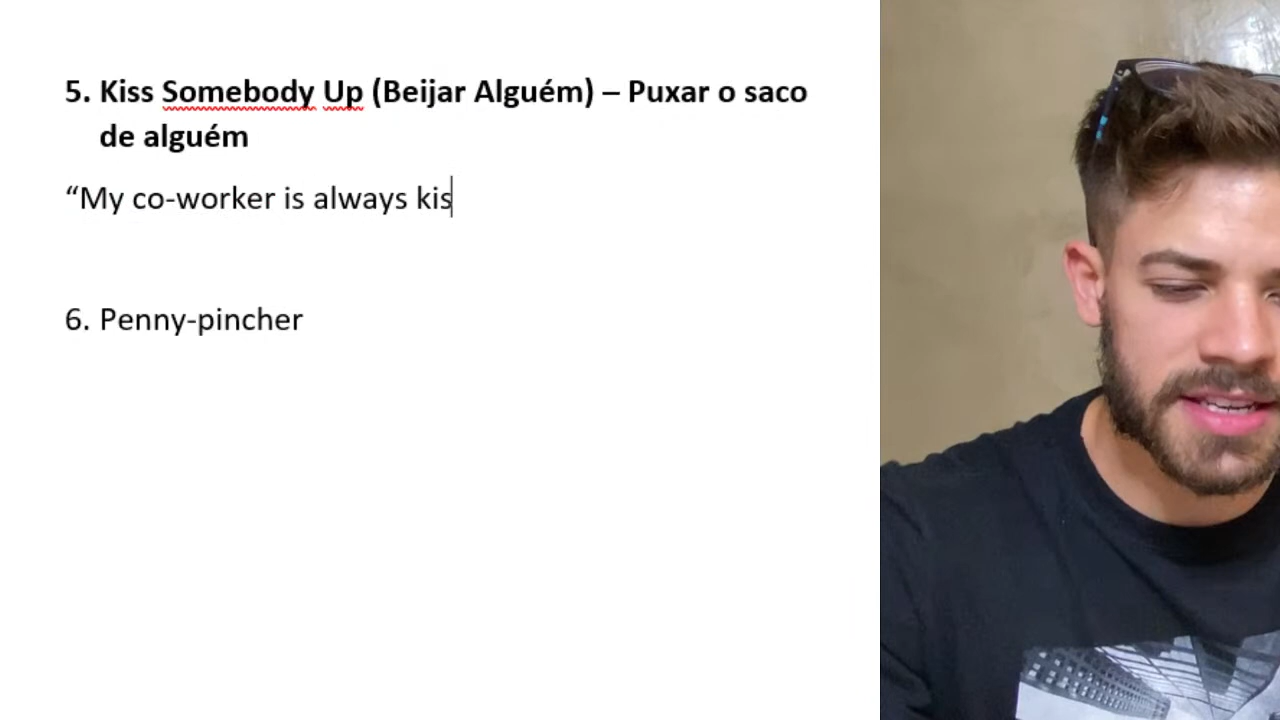 5. Kiss Somebody Up (Beijar Alguém) – Puxar o saco
de alguém
“My co-worker is always kis
6. Penny-pincher